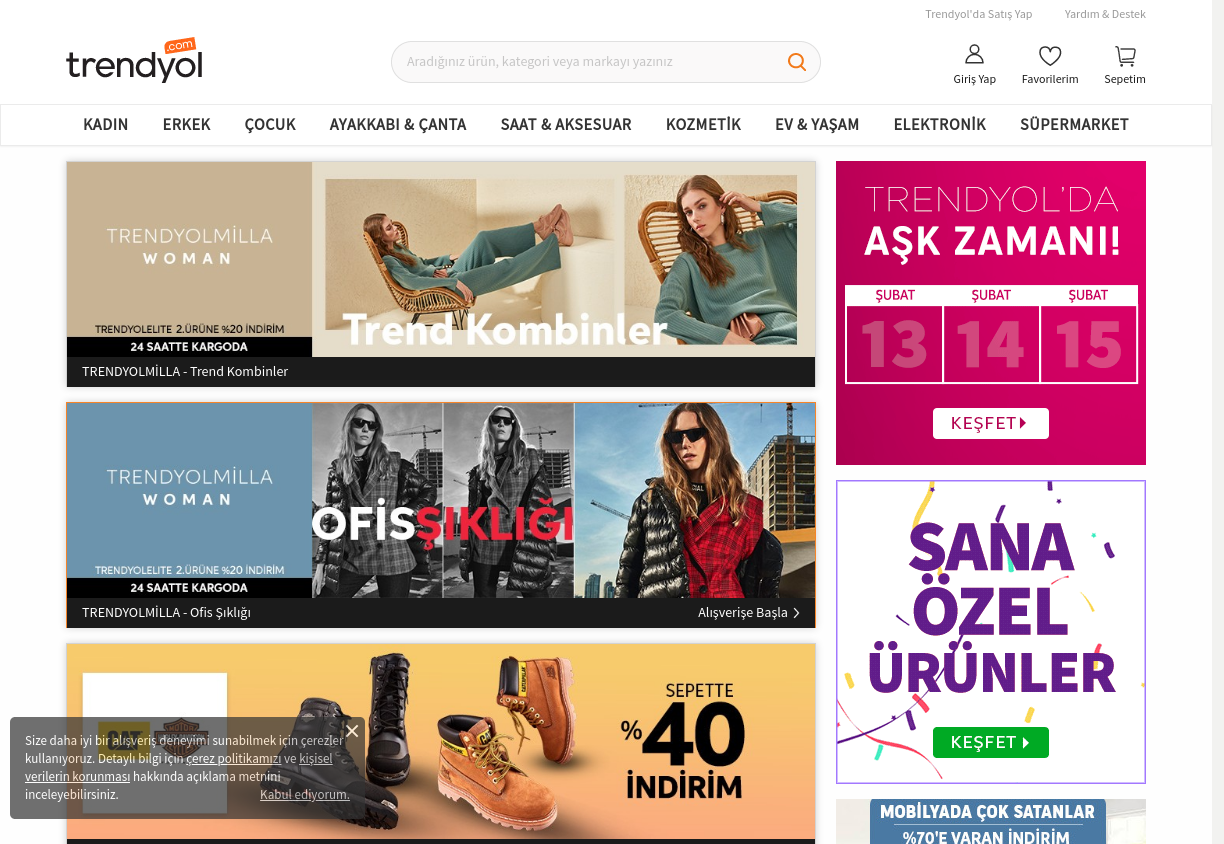 Trendyol'da Satış Yap
Yardım & Destek
trendyol
.com
Aradığınız ürün, kategori veya markayı yazınız
Giriş Yap
Favorilerim
Sepetim
KADIN
ERKEK
ÇOCUK
AYAKKABI & ÇANTA
SAAT & AKSESUAR
KOZMETİK
EV & YAŞAM
ELEKTRONİK
SÜPERMARKET
TRENDYOLMİLLA
WOMAN
TRENDYOLELITE 2.ÜRÜNE %20 İNDİRİM
24 SAATTE KARGODA
Trend Kombinler
TRENDYOLMİLLA - Trend Kombinler
TRENDYOLMİLLA
WOMAN
TRENDYOLELITE 2.ÜRÜNE %20 İNDİRİM
24 SAATTE KARGODA
OFİS ŞIKLIĞI
TRENDYOLMİLLA - Ofis Şıklığı
Alışverişe Başla
CAT
SEPETTE
%40
İNDİRİM
Size daha iyi bir alışveriş deneyimi sunabilmek için çerezler
kullanıyoruz. Detaylı bilgi için çerez politikamızı ve kişisel
verilerin korunması hakkında açıklama metnini
inceleyebilirsiniz.
Kabul ediyorum.
TRENDYOL'DA
AŞK ZAMANI!
ŞUBAT ŞUBAT ŞUBAT
13 14 15
KEŞFET
SANA
ÖZEL
ÜRÜNLER
KEŞFET
MOBİLYADA ÇOK SATANLAR
%70'E VARAN İNDİRİM